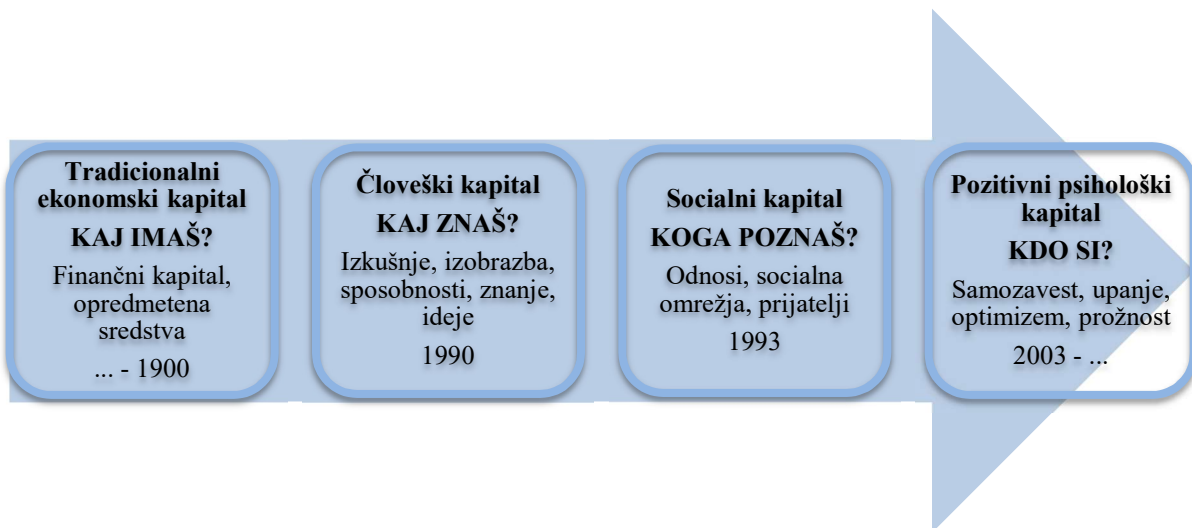 Tradicionalni
ekonomski kapital
KAJ IMAŠ?
Finančni kapital,
opredmetena
sredstva
... - 1900
Človeški kapital
KAJ ZNAŠ?
Izkušnje, izobrazba,
sposobnosti, znanje,
ideje
1990
Socialni kapital
KOGA POZNAŠ?
Odnosi, socialna
omrežja, prijatelji
1993
Pozitivni psihološki
kapital
KDO SI?
Samozavest, upanje,
optimizem, prožnost
2003 - ...